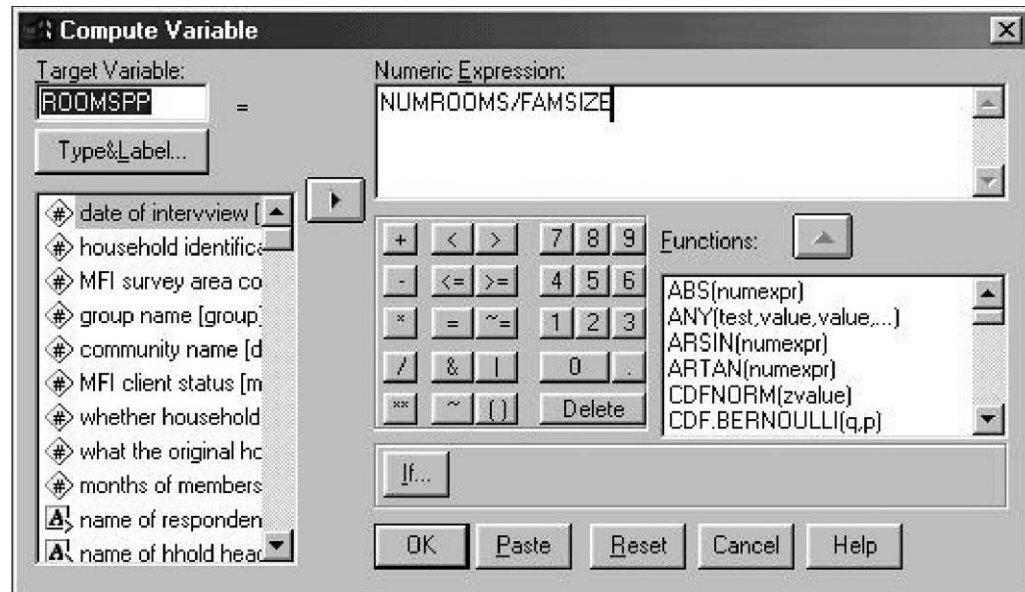 Compute Variable
Target Variable:
ROOMSPP
=
Type&Label...
Numeric Expression:
NUMROOMS/FAMSIZE
date of intervview [
household identifica
MFI survey area co
group name [group]
community name [d
MFI client status [m
whether household
what the original ho
months of members
name of responden
name of hhold head
+ < > 7 8 9
- <= >= 4 5 6
* = ~= 1 2 3
/ & | 0 .
** ~ () Delete
Functions:
ABS(numexpr)
ANY(test,value,value,...)
ARSIN(numexpr)
ARTAN(numexpr)
CDFNORM(zvalue)
CDF.BERNOULLI(q,p)
If...
OK Paste Reset Cancel Help